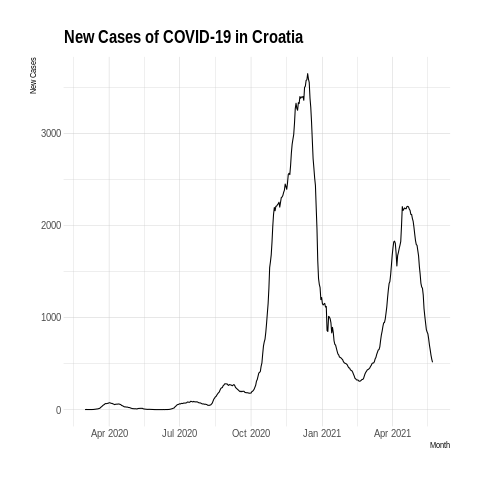 New Cases of COVID-19 in Croatia
New Cases
3000
2000
1000
0
Apr 2020 Jul 2020 Oct 2020 Jan 2021 Apr 2021
Month